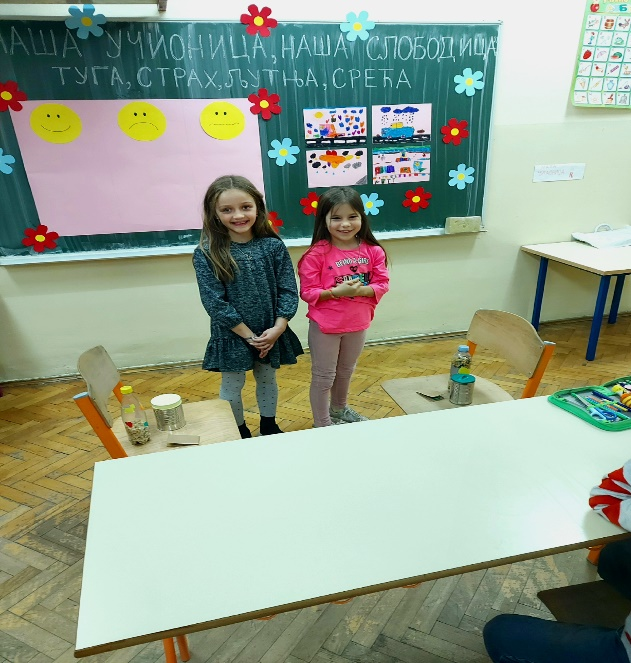 НАША УЧИОНИЦА, НАША СЛОБОДИЦА
ТУГА, СТРАХ, ЉУТЊА, СРЕЋА